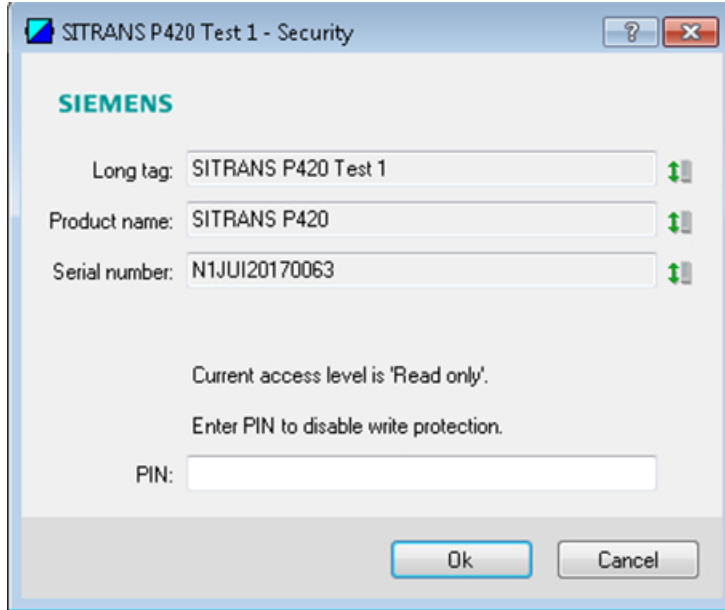 SITRANS P420 Test 1 - Security
SIEMENS
Long tag: SITRANS P420 Test 1
Product name: SITRANS P420
Serial number: N1JUI20170063
Current access level is 'Read only'.
Enter PIN to disable write protection.
PIN:
Ok Cancel